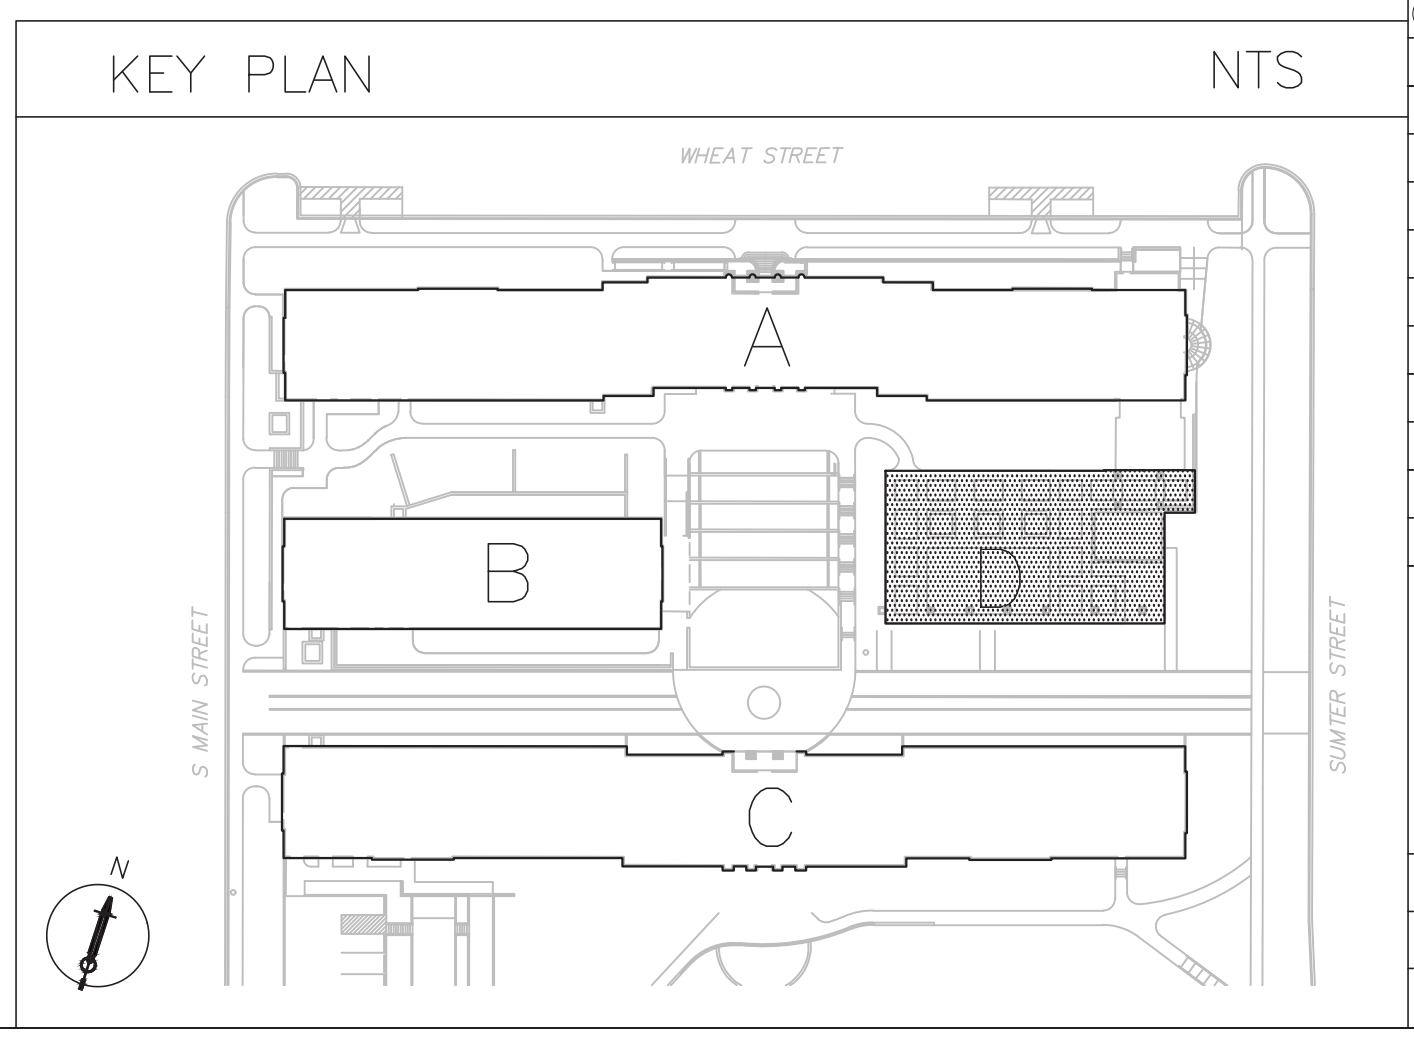 KEY PLAN NTS
WHEAT STREET
A
B
D
S MAIN STREET
SUMTER STREET
C
N